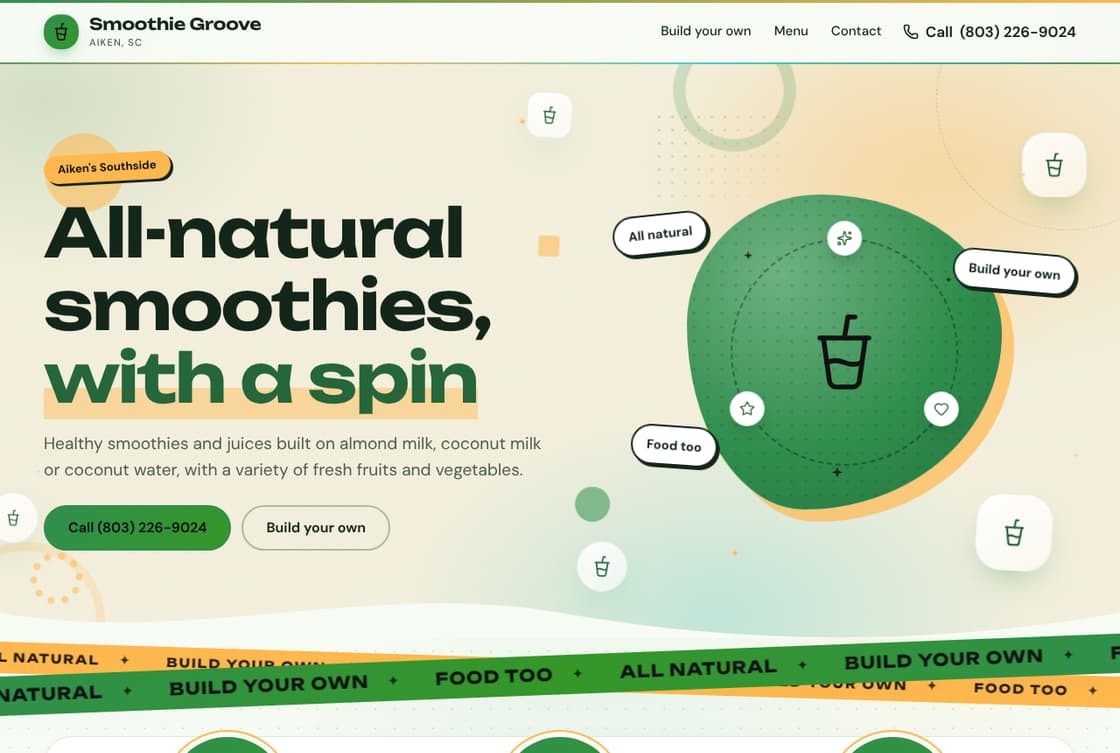 Smoothie Groove
AIKEN, SC
Build your own
Menu
Contact
Call (803) 226-9024
Aiken's Southside
All-natural
smoothies,
with a spin
Healthy smoothies and juices built on almond milk, coconut milk
or coconut water, with a variety of fresh fruits and vegetables.
Call (803) 226-9024
Build your own
All natural
Build your own
Food too
NATURAL ✦ BUILD YOUR OWN
NATURAL ✦ BUILD YOUR OWN ✦ FOOD TOO ✦ ALL NATURAL ✦ BUILD YOUR OWN ✦
YOUR OWN ✦ FOOD TOO ✦